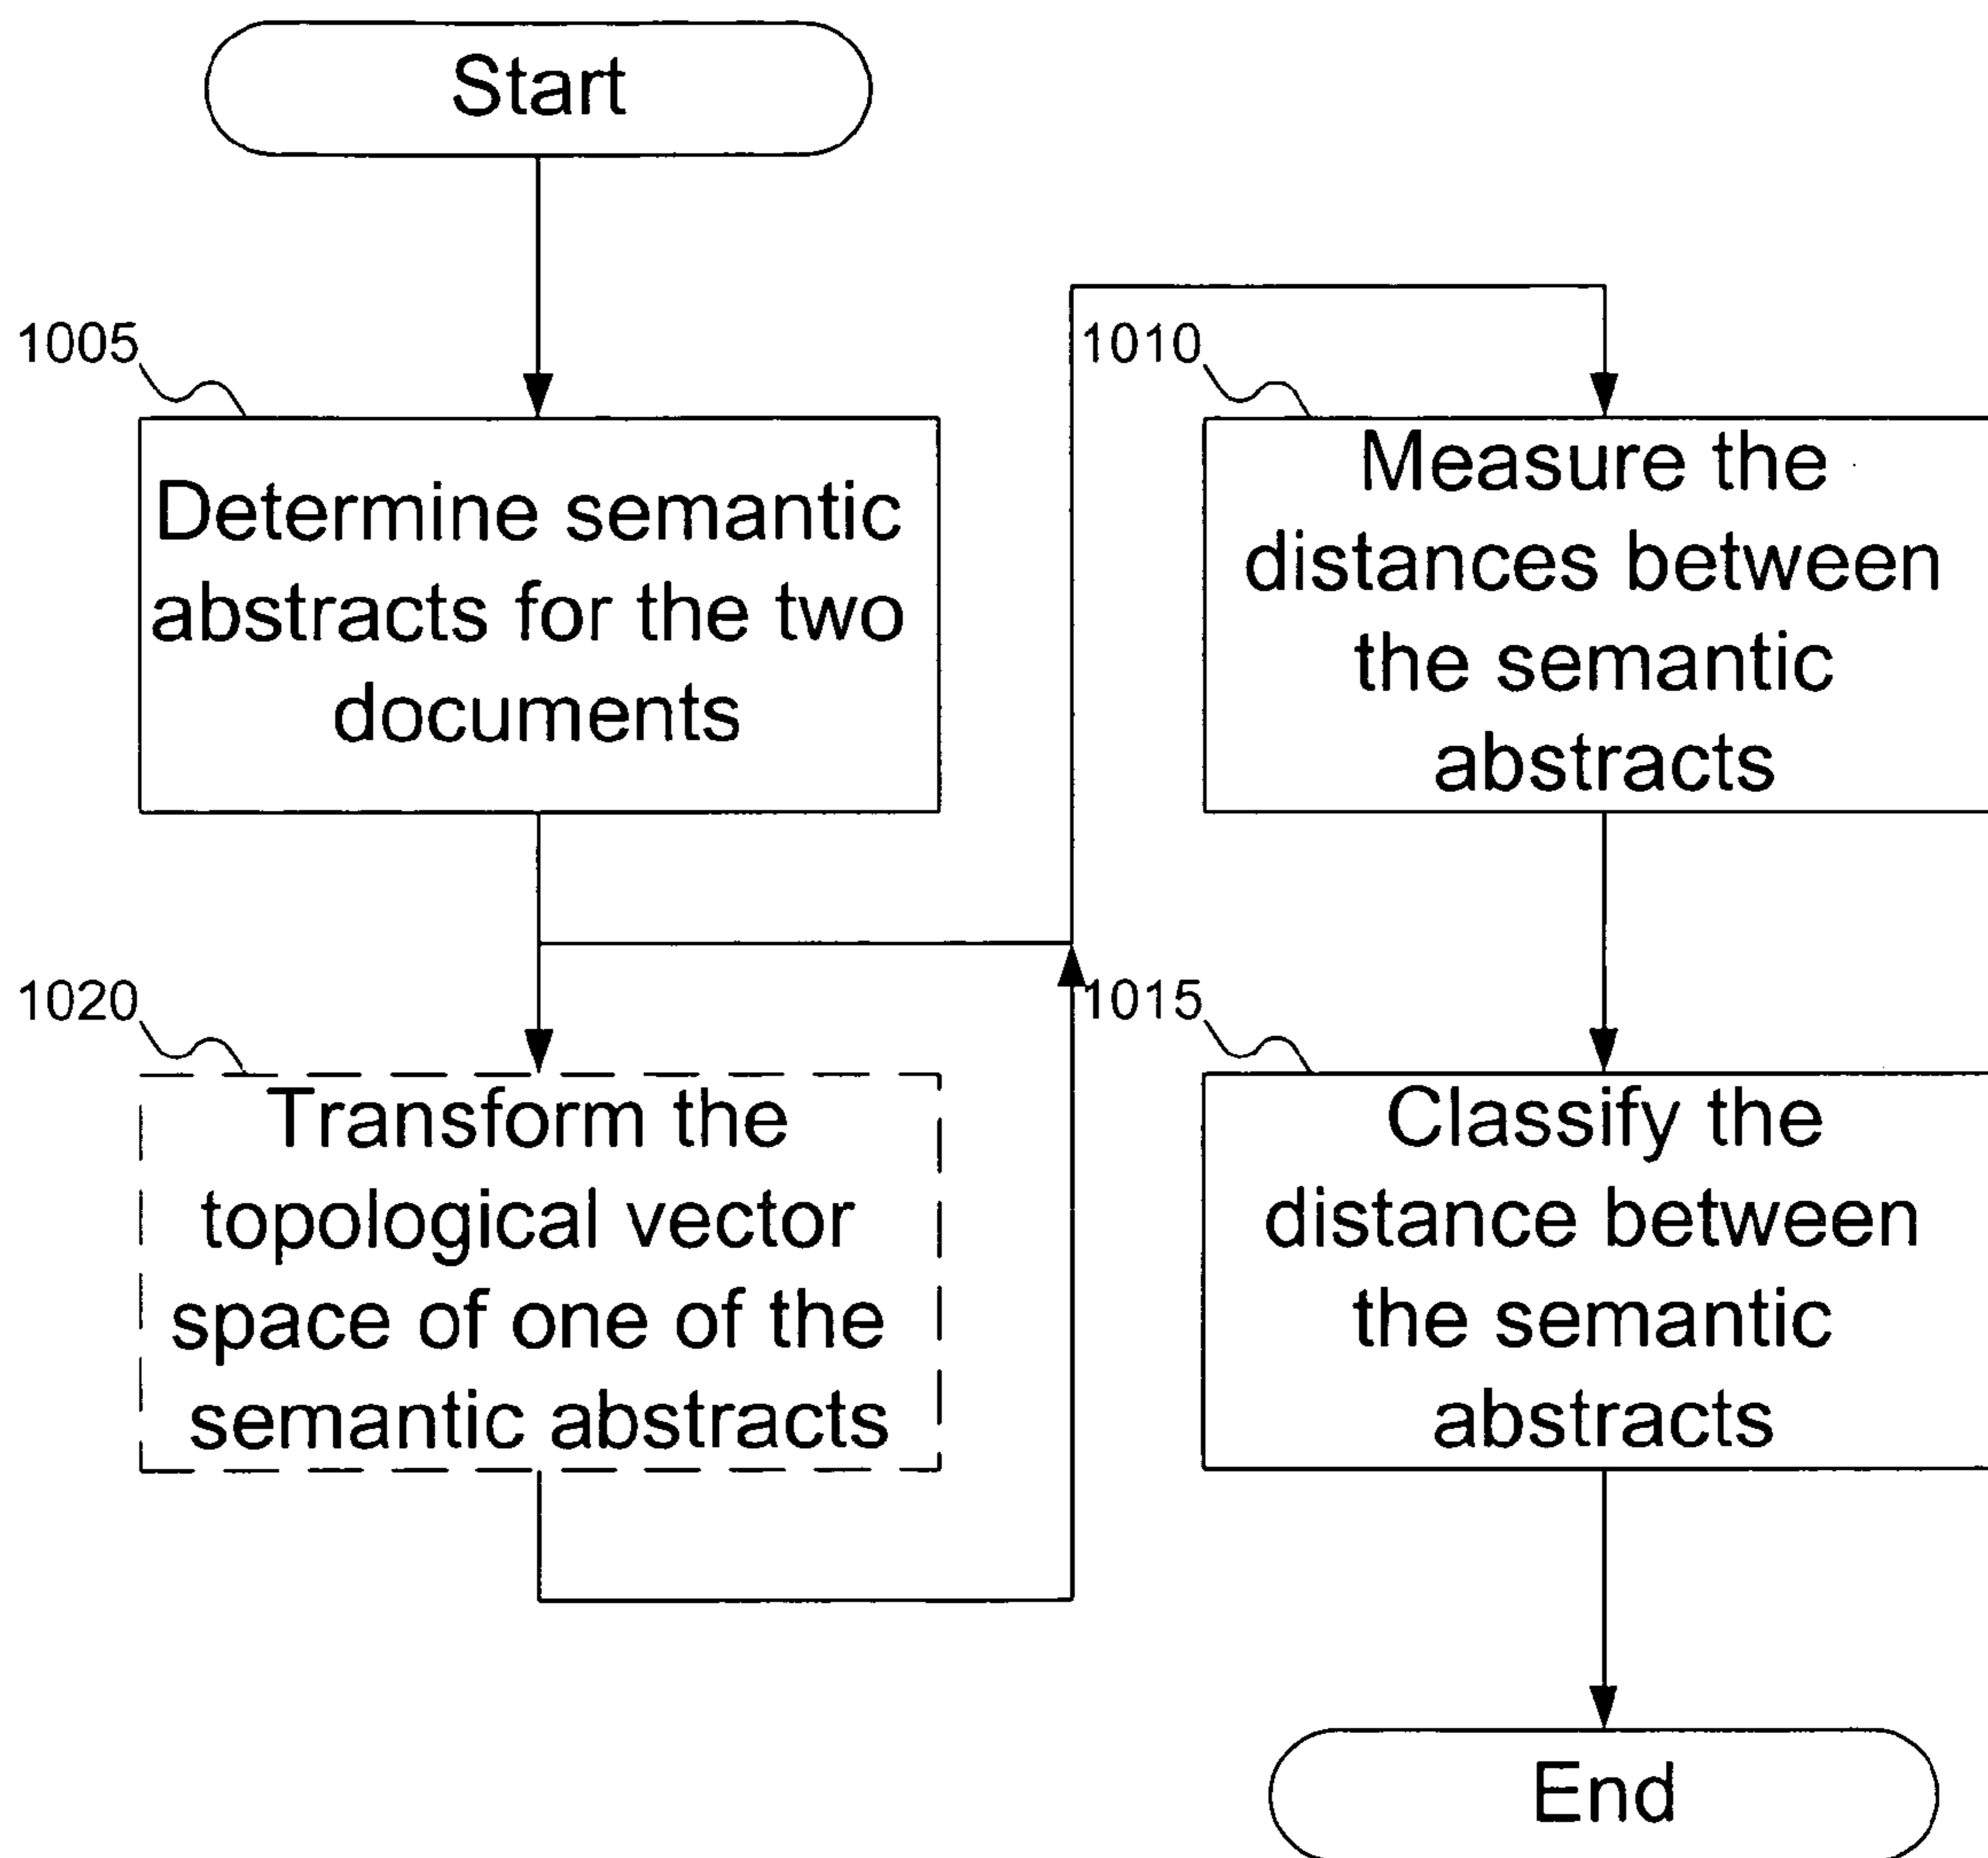 Start
1005
Determine semantic
abstracts for the two
documents
1020
Transform the
topological vector
space of one of the
semantic abstracts
1010
Measure the
distances between
the semantic
abstracts
1015
Classify the
distance between
the semantic
abstracts
End